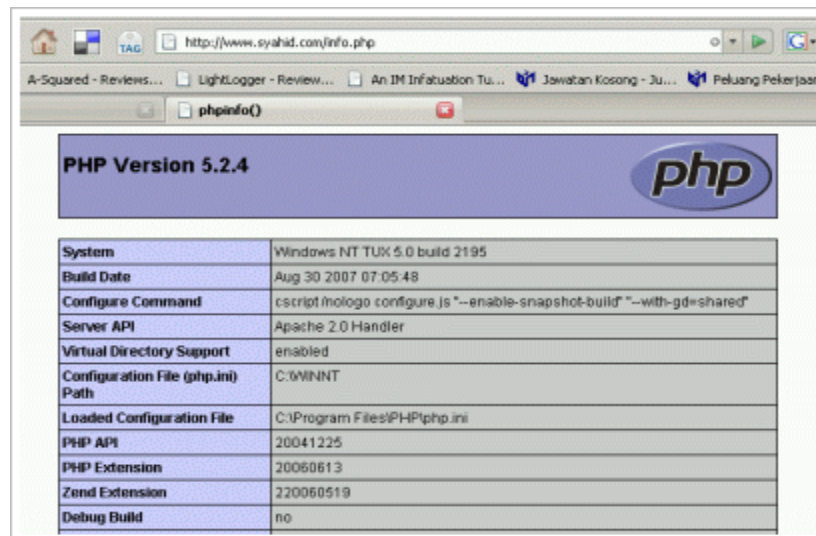 TAG http://www.syahid.com/info.php G
A-Squared - Reviews... LightLogger - Review... An IM Infatuation Tu... Jawatan Kosong - Ju... Peluang Pekerjaan
phpinfo()
PHP Version 5.2.4 php
System Windows NT TUX 5.0 build 2195
Build Date Aug 30 2007 07:05:48
Configure Command cscript /nologo configure.js "--enable-snapshot-build" "--with-gd=shared"
Server API Apache 2.0 Handler
Virtual Directory Support enabled
Configuration File (php.ini) Path C:\WINNT
Loaded Configuration File C:\Program Files\PHP\php.ini
PHP API 20041225
PHP Extension 20060613
Zend Extension 220060519
Debug Build no